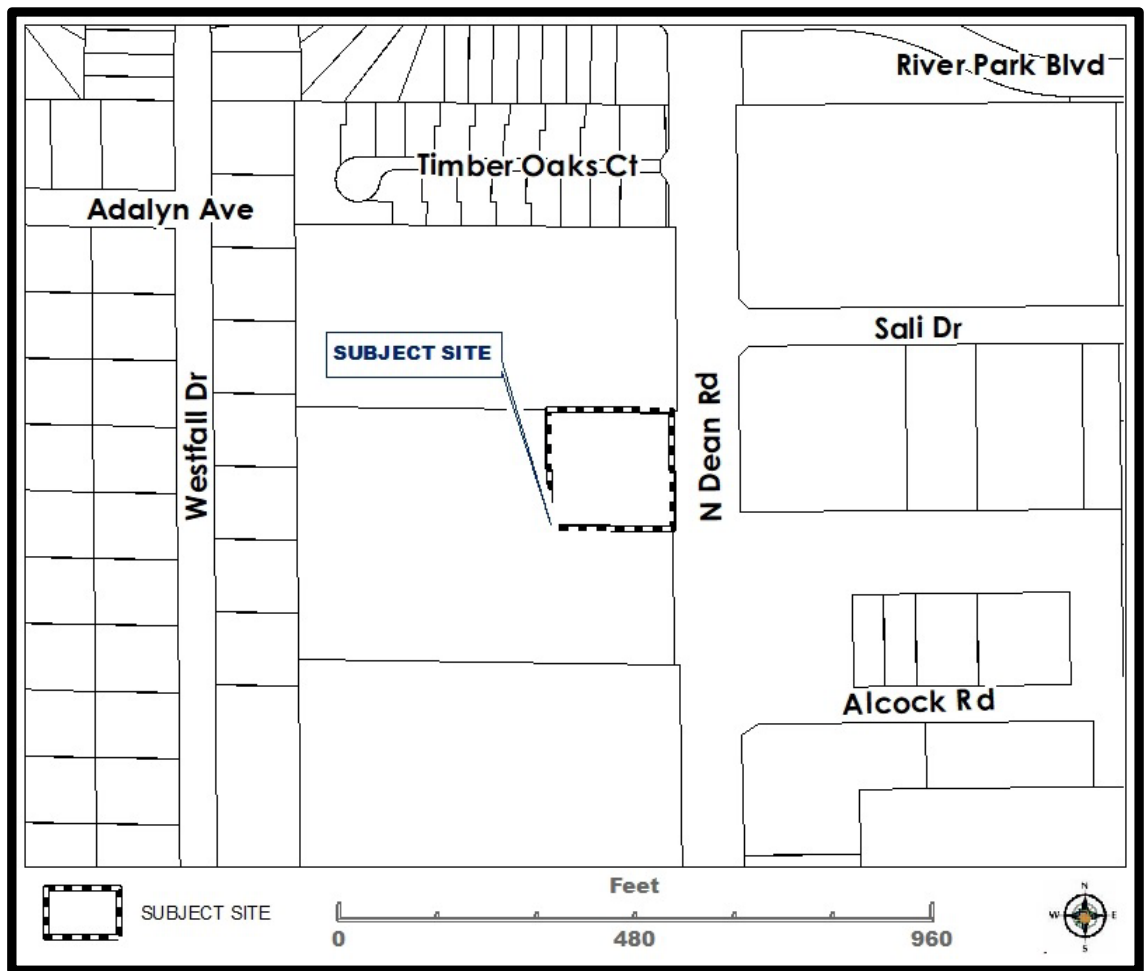 River Park Blvd
Timber Oaks Ct
Adalyn Ave
Sali Dr
SUBJECT SITE
Westfall Dr
N Dean Rd
Alcock Rd
Feet
SUBJECT SITE
0 480 960
N
W E
S